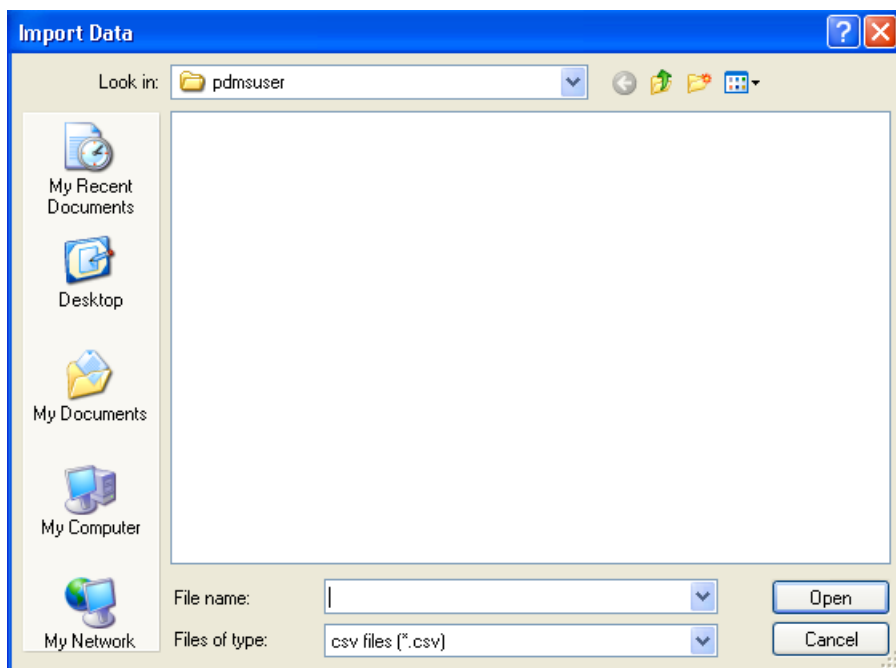 Import Data
Look in:
pdmsuser
My Recent
Documents
Desktop
My Documents
My Computer
My Network
File name:
Open
Files of type:
csv files (*.csv)
Cancel